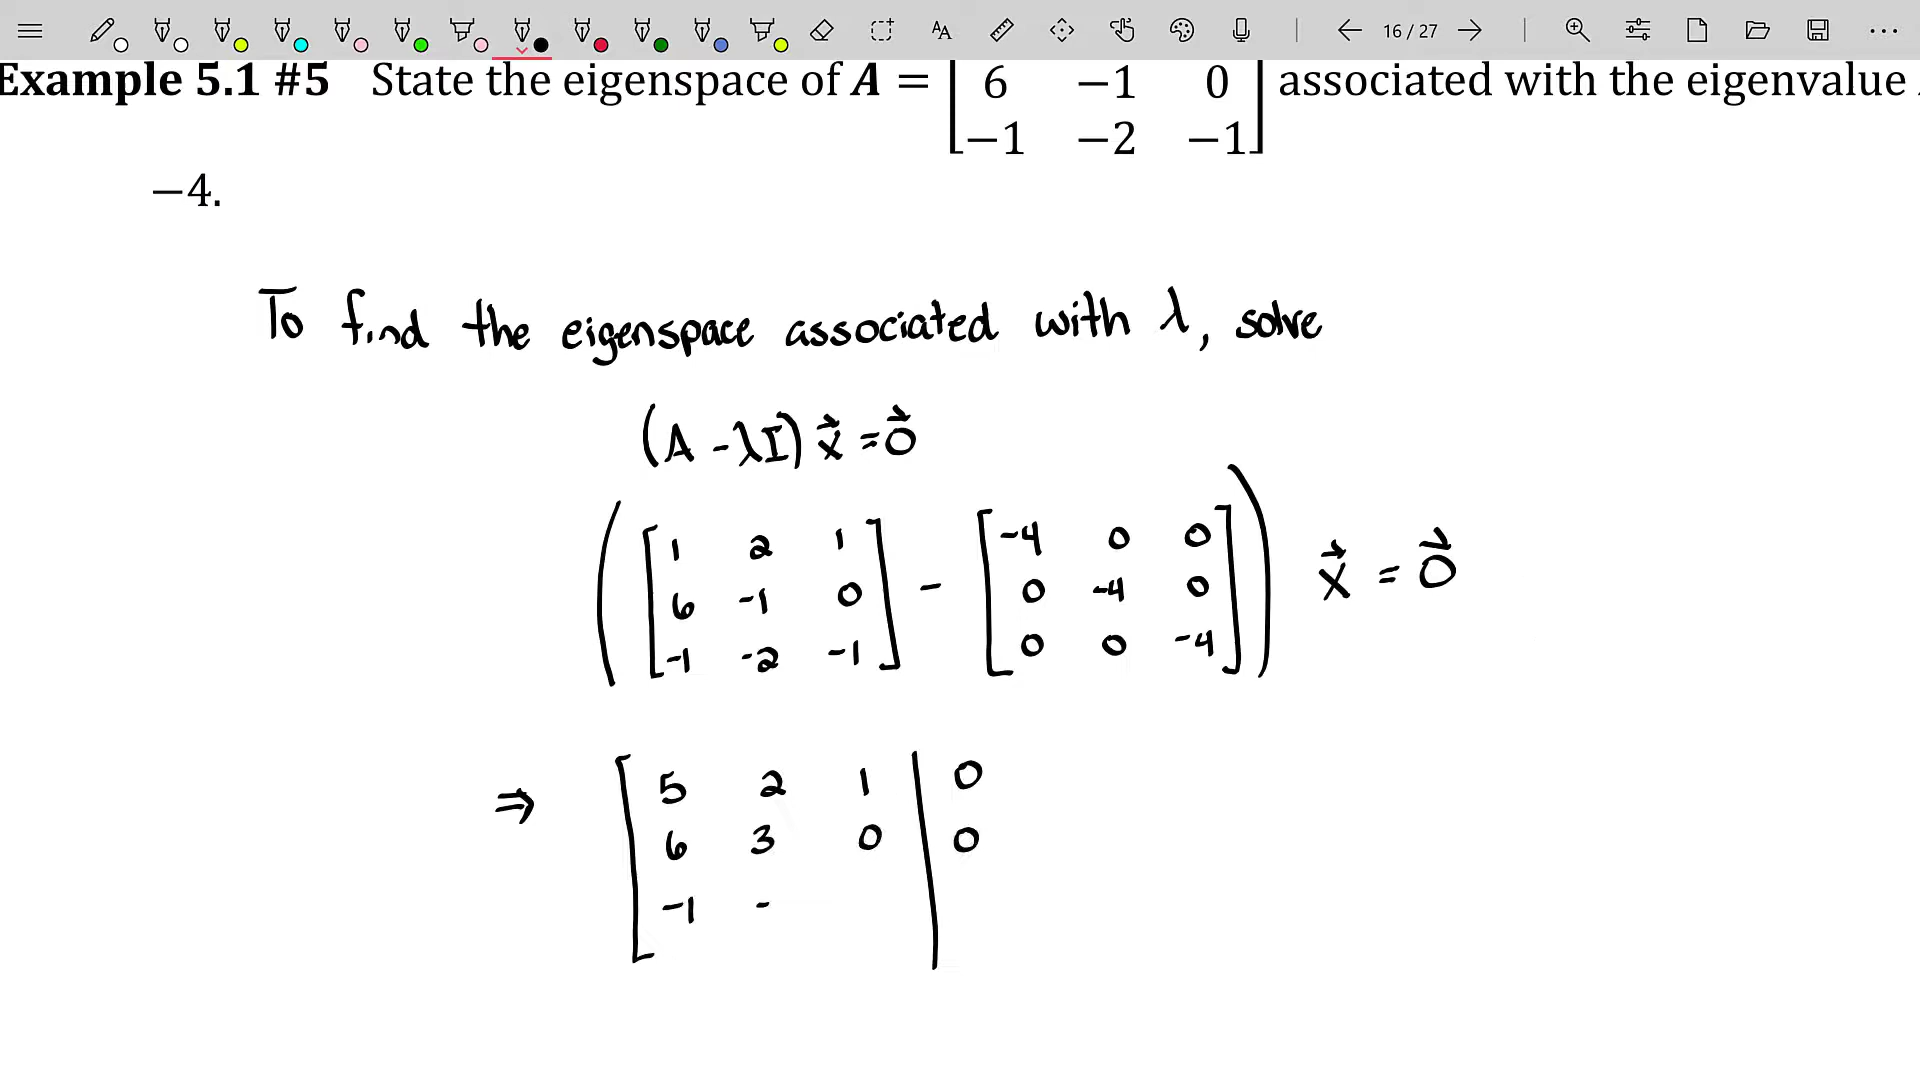 16 / 27
Example 5.1 #5 State the eigenspace of A = [ 6 −1 0 ] associated with the eigenvalue
−1 −2 −1
−4.
To find the eigenspace associated with λ, solve
(A - λI) x⃗ = 0⃗
1 2 1 -4 0 0
6 -1 0 - 0 -4 0 x⃗ = 0⃗
-1 -2 -1 0 0 -4
⇒ 5 2 1 | 0
6 3 0 | 0
-1 -